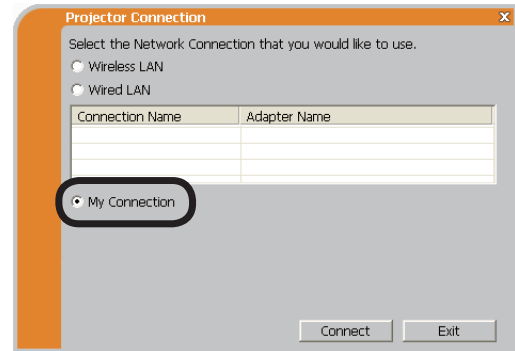 Projector Connection X
Select the Network Connection that you would like to use.
Wireless LAN
Wired LAN
Connection Name Adapter Name
My Connection
Connect Exit